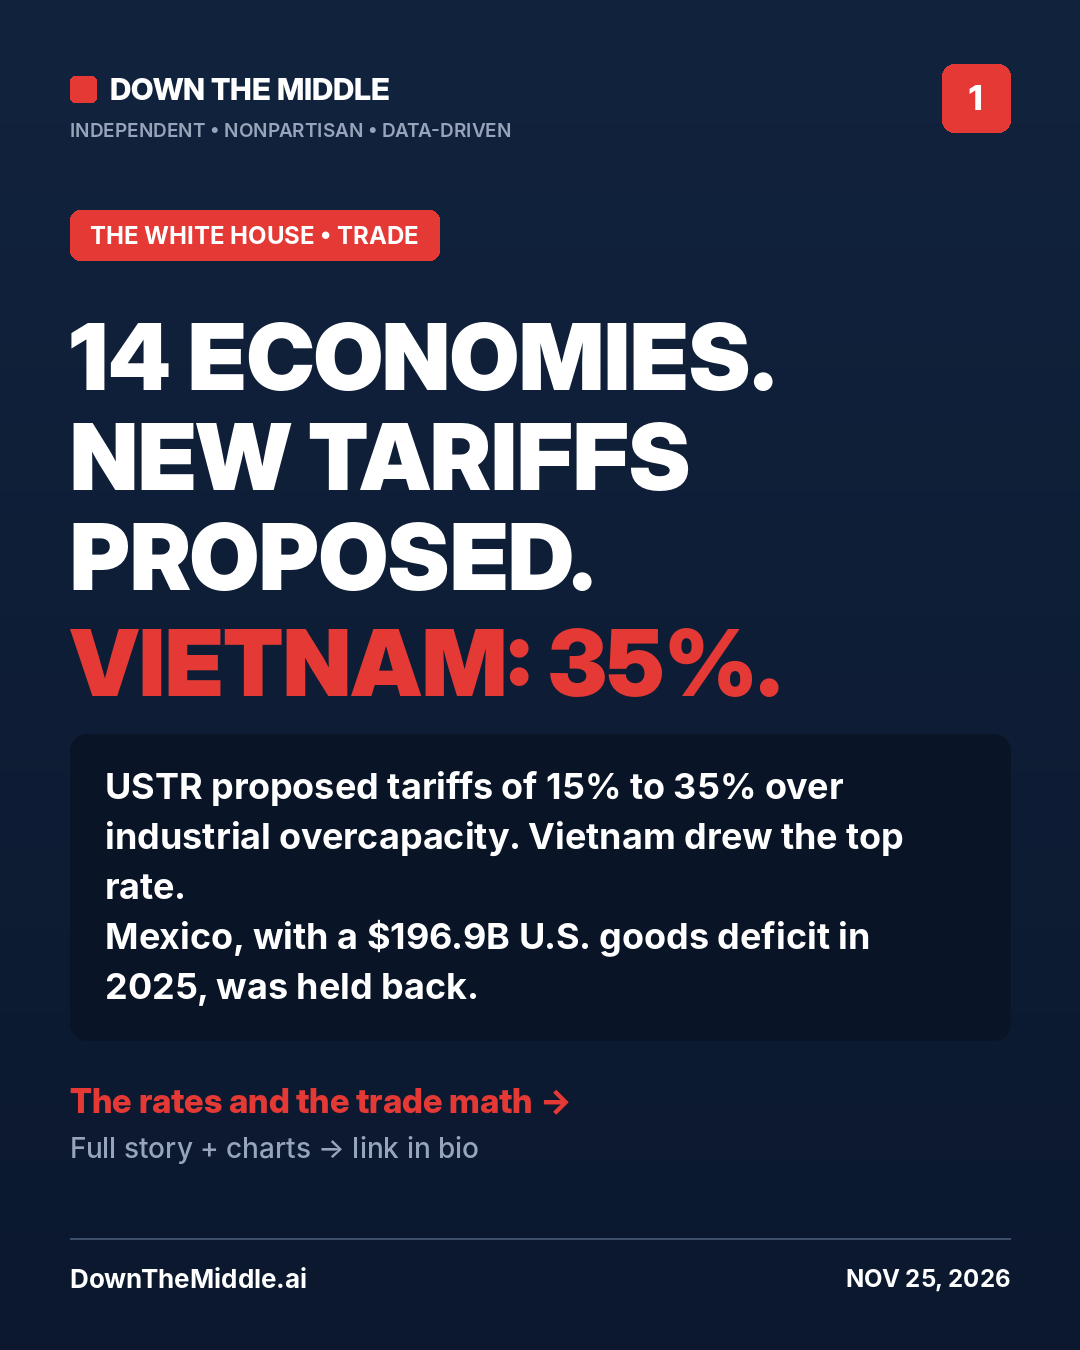 DOWN THE MIDDLE
1
INDEPENDENT • NONPARTISAN • DATA-DRIVEN
THE WHITE HOUSE • TRADE
14 ECONOMIES.
NEW TARIFFS
PROPOSED.
VIETNAM: 35%.
USTR proposed tariffs of 15% to 35% over
industrial overcapacity. Vietnam drew the top
rate.
Mexico, with a $196.9B U.S. goods deficit in
2025, was held back.
The rates and the trade math →
Full story + charts → link in bio
DownTheMiddle.ai
NOV 25, 2026